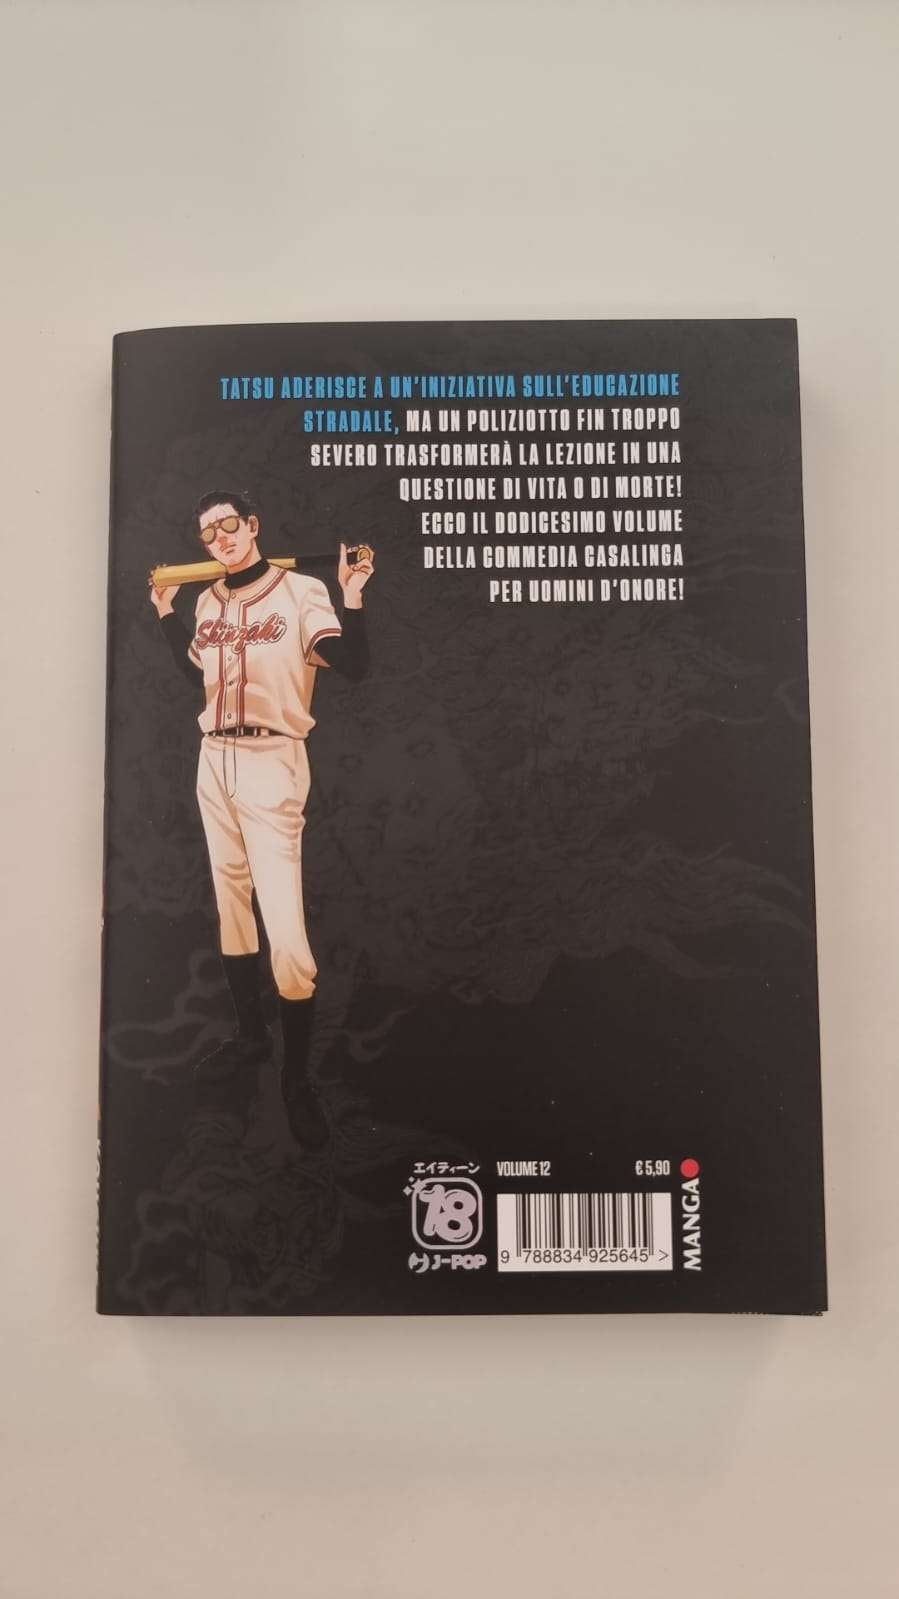 TATSU ADERISCE A UN'INIZIATIVA SULL'EDUCAZIONE
STRADALE, MA UN POLIZIOTTO FIN TROPPO
SEVERO TRASFORMERÀ LA LEZIONE IN UNA
QUESTIONE DI VITA O DI MORTE!
ECCO IL DODICESIMO VOLUME
DELLA COMMEDIA CASALINGA
PER UOMINI D'ONORE!
Shinzaki
エイティーン
18
J-POP
VOLUME 12
€ 5,90
9 788834 925645 >
MANGA